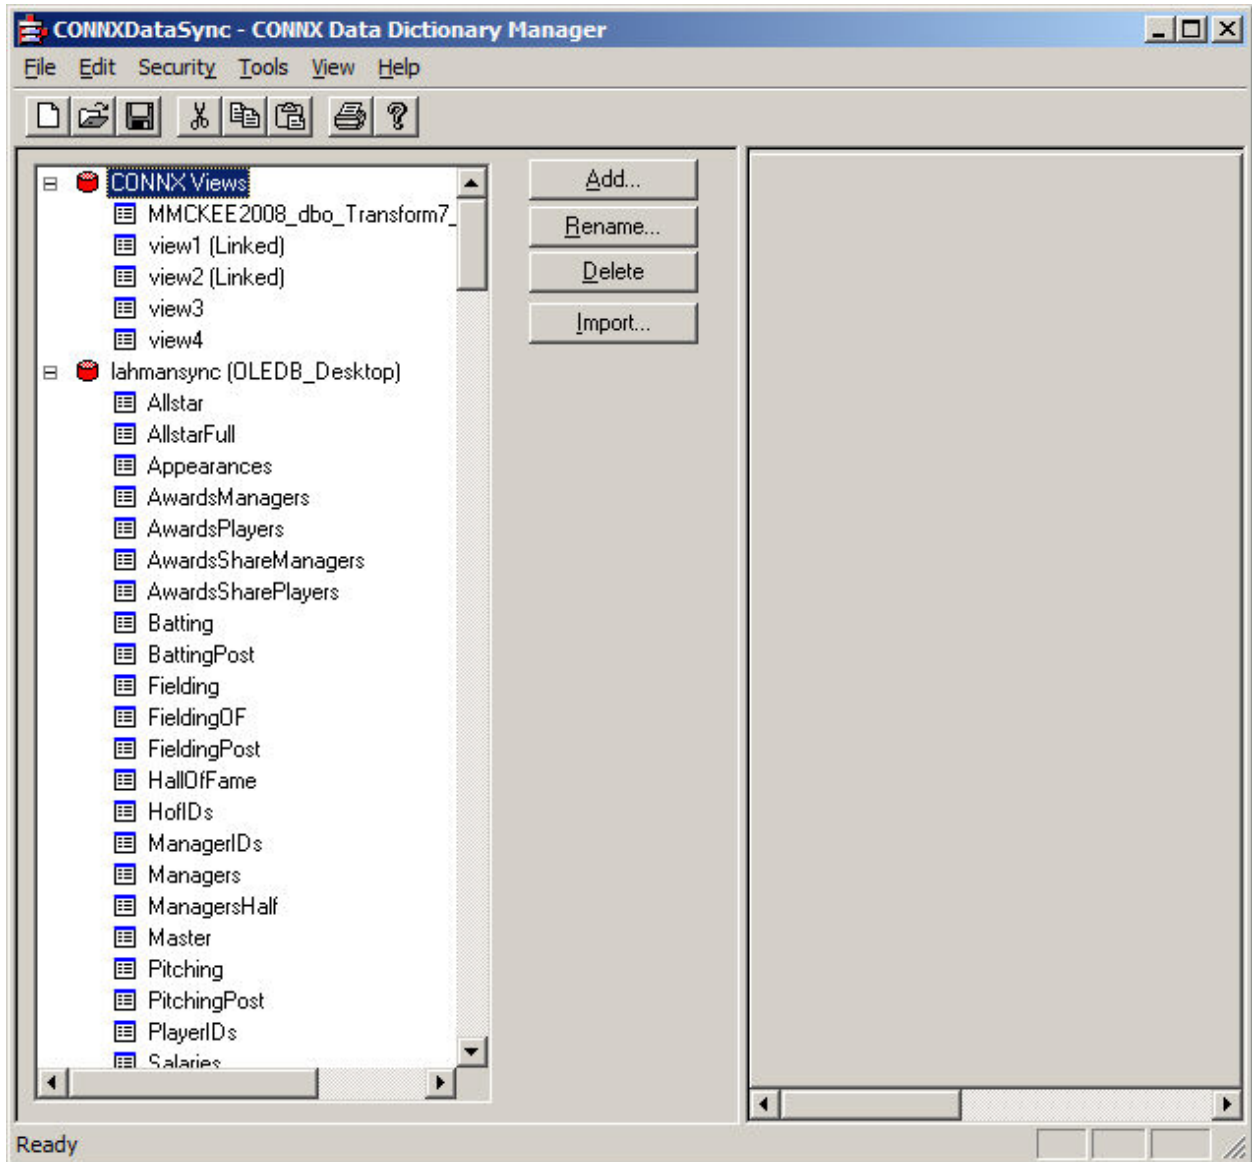 CONNXDataSync - CONNX Data Dictionary Manager
File Edit Security Tools View Help
CONNX Views
MMCKEE2008_dbo_Transform7_
view1 (Linked)
view2 (Linked)
view3
view4
lahmansync (OLEDB_Desktop)
Allstar
AllstarFull
Appearances
AwardsManagers
AwardsPlayers
AwardsShareManagers
AwardsSharePlayers
Batting
BattingPost
Fielding
FieldingOF
FieldingPost
HallOfFame
HofIDs
ManagerIDs
Managers
ManagersHalf
Master
Pitching
PitchingPost
PlayerIDs
Salaries
Add...
Rename...
Delete
Import...
Ready